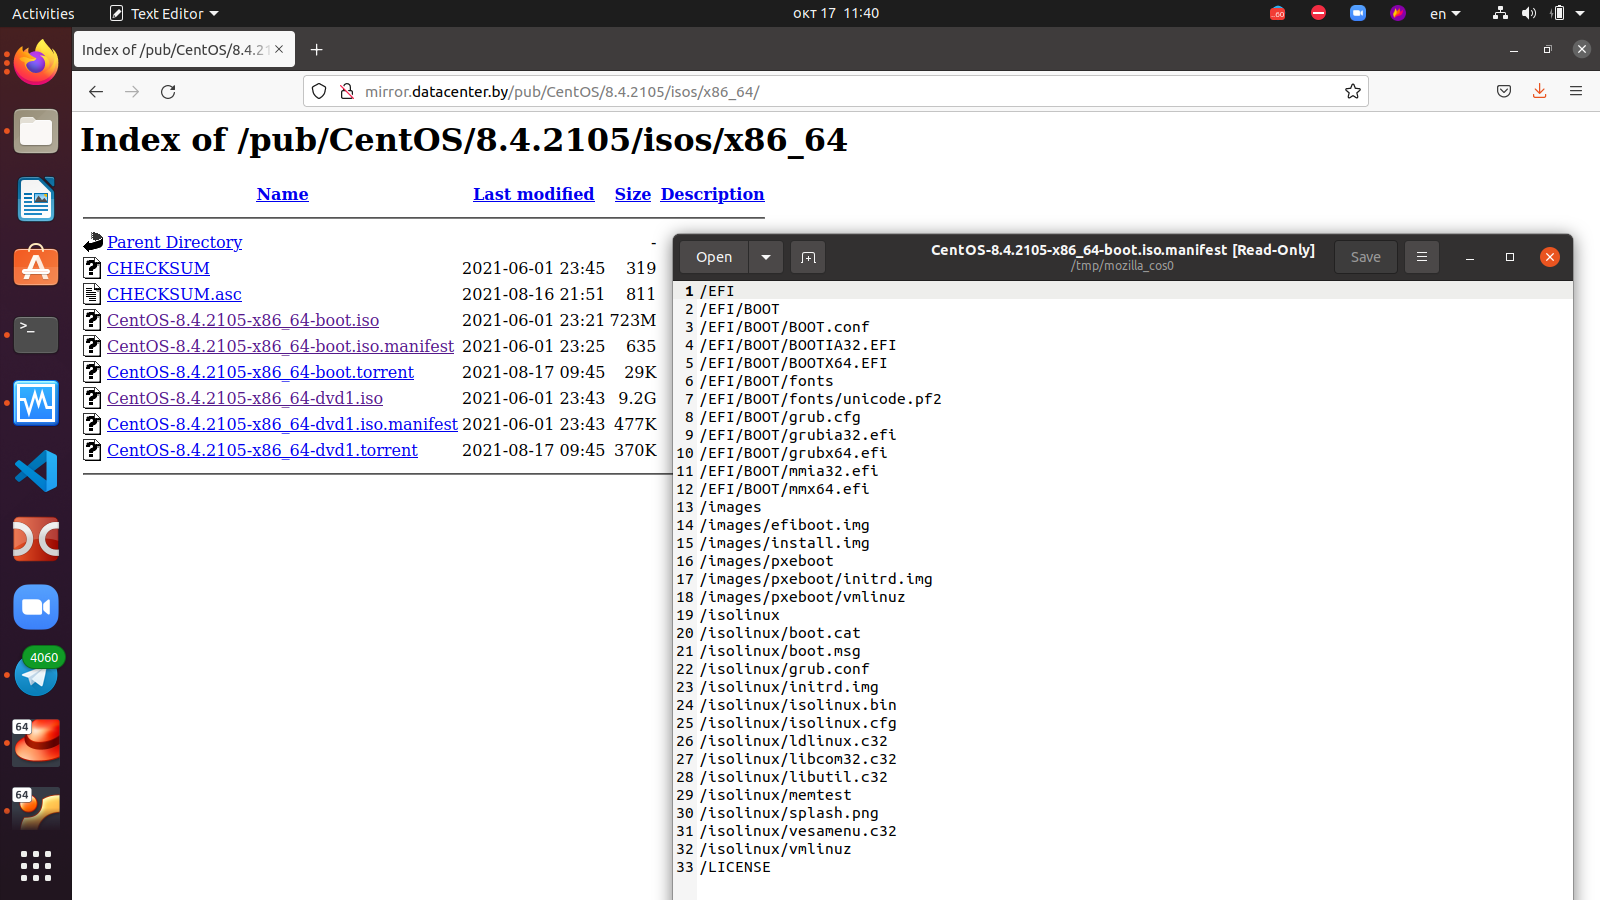 Activities
Text Editor
окт 17 11:40
en
Index of /pub/CentOS/8.4.21
mirror.datacenter.by/pub/CentOS/8.4.2105/isos/x86_64/
Index of /pub/CentOS/8.4.2105/isos/x86_64
Name Last modified Size Description
Parent Directory -
CHECKSUM 2021-06-01 23:45 319
CHECKSUM.asc 2021-08-16 21:51 811
CentOS-8.4.2105-x86_64-boot.iso 2021-06-01 23:21 723M
CentOS-8.4.2105-x86_64-boot.iso.manifest 2021-06-01 23:25 635
CentOS-8.4.2105-x86_64-boot.torrent 2021-08-17 09:45 29K
CentOS-8.4.2105-x86_64-dvd1.iso 2021-06-01 23:43 9.2G
CentOS-8.4.2105-x86_64-dvd1.iso.manifest 2021-06-01 23:43 477K
CentOS-8.4.2105-x86_64-dvd1.torrent 2021-08-17 09:45 370K
Open
CentOS-8.4.2105-x86_64-boot.iso.manifest [Read-Only]
/tmp/mozilla_cos0
Save
1 /EFI
2 /EFI/BOOT
3 /EFI/BOOT/BOOT.conf
4 /EFI/BOOT/BOOTIA32.EFI
5 /EFI/BOOT/BOOTX64.EFI
6 /EFI/BOOT/fonts
7 /EFI/BOOT/fonts/unicode.pf2
8 /EFI/BOOT/grub.cfg
9 /EFI/BOOT/grubia32.efi
10 /EFI/BOOT/grubx64.efi
11 /EFI/BOOT/mmia32.efi
12 /EFI/BOOT/mmx64.efi
13 /images
14 /images/efiboot.img
15 /images/install.img
16 /images/pxeboot
17 /images/pxeboot/initrd.img
18 /images/pxeboot/vmlinuz
19 /isolinux
20 /isolinux/boot.cat
21 /isolinux/boot.msg
22 /isolinux/grub.conf
23 /isolinux/initrd.img
24 /isolinux/isolinux.bin
25 /isolinux/isolinux.cfg
26 /isolinux/ldlinux.c32
27 /isolinux/libcom32.c32
28 /isolinux/libutil.c32
29 /isolinux/memtest
30 /isolinux/splash.png
31 /isolinux/vesamenu.c32
32 /isolinux/vmlinuz
33 /LICENSE
4060
64
64